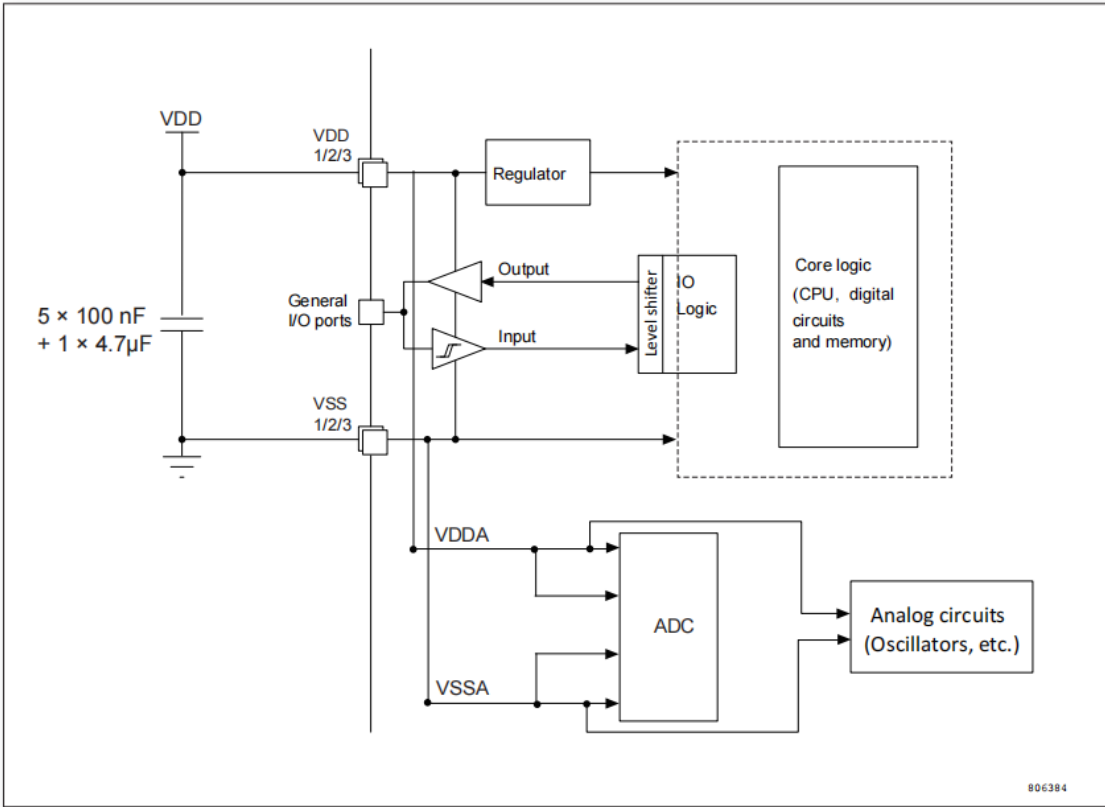 VDD
VDD
1/2/3
Regulator
Output
General
I/O ports
Input
Level shifter
IO
Logic
Core logic
(CPU, digital
circuits
and memory)
5 × 100 nF
+ 1 × 4.7μF
VSS
1/2/3
VDDA
ADC
VSSA
Analog circuits
(Oscillators, etc.)
806384